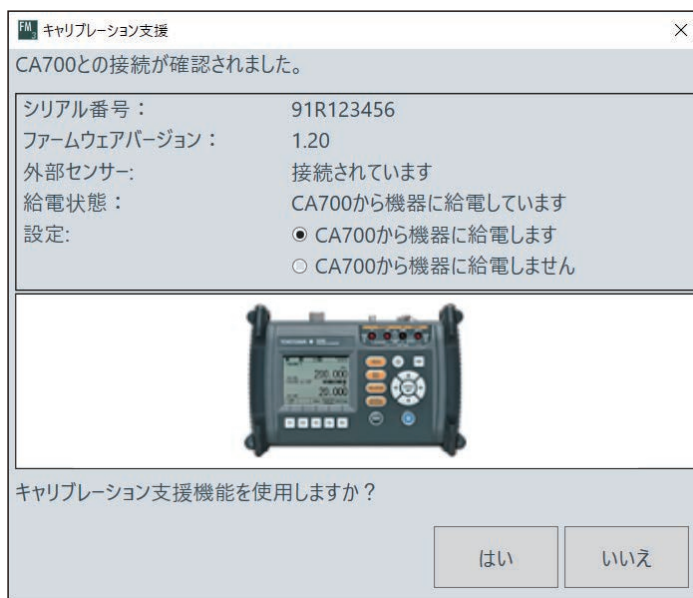 FM 3 キャリブレーション支援
CA700との接続が確認されました。
シリアル番号： 91R123456
ファームウェアバージョン： 1.20
外部センサー: 接続されています
給電状態： CA700から機器に給電しています
設定: CA700から機器に給電します
CA700から機器に給電しません
YOKOGAWA
200.000
20.000
キャリブレーション支援機能を使用しますか？
はい いいえ